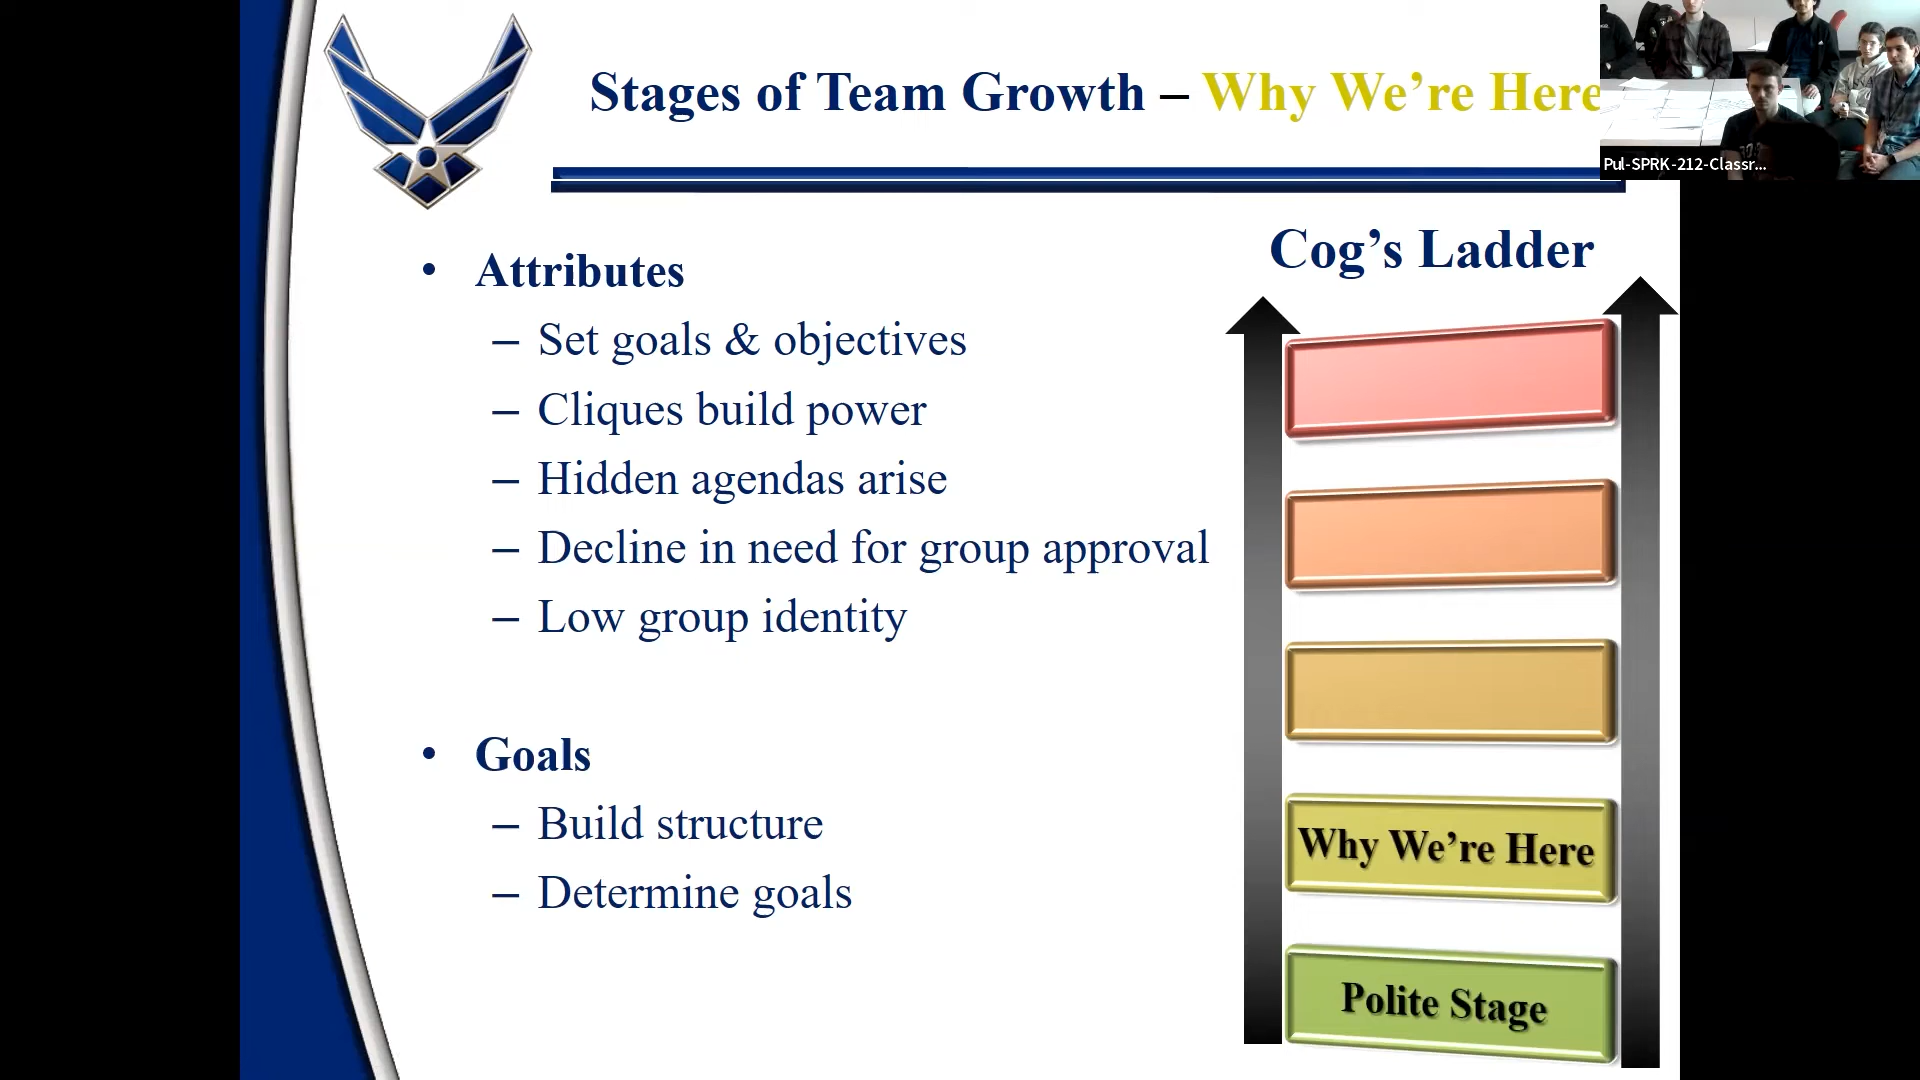 Stages of Team Growth – Why We’re Here
Pul-SPRK-212-Classr...
Cog’s Ladder
• Attributes
– Set goals & objectives
– Cliques build power
– Hidden agendas arise
– Decline in need for group approval
– Low group identity
• Goals
– Build structure
– Determine goals
Why We’re Here
Polite Stage